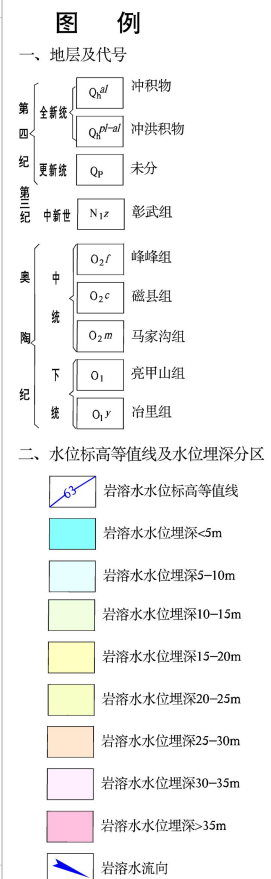 图 例
一、地层及代号
第四纪 全新统 Qhal 冲积物
Qhpl-al 冲洪积物
更新统 QP 未分
第三纪 中新世 N1z 彰武组
奥陶纪 中统 O2f 峰峰组
O2c 磁县组
O2m 马家沟组
下统 O1 亮甲山组
O1y 冶里组
二、水位标高等值线及水位埋深分区
63 岩溶水水位标高等值线
岩溶水水位埋深<5m
岩溶水水位埋深5-10m
岩溶水水位埋深10-15m
岩溶水水位埋深15-20m
岩溶水水位埋深20-25m
岩溶水水位埋深25-30m
岩溶水水位埋深30-35m
岩溶水水位埋深>35m
岩溶水流向